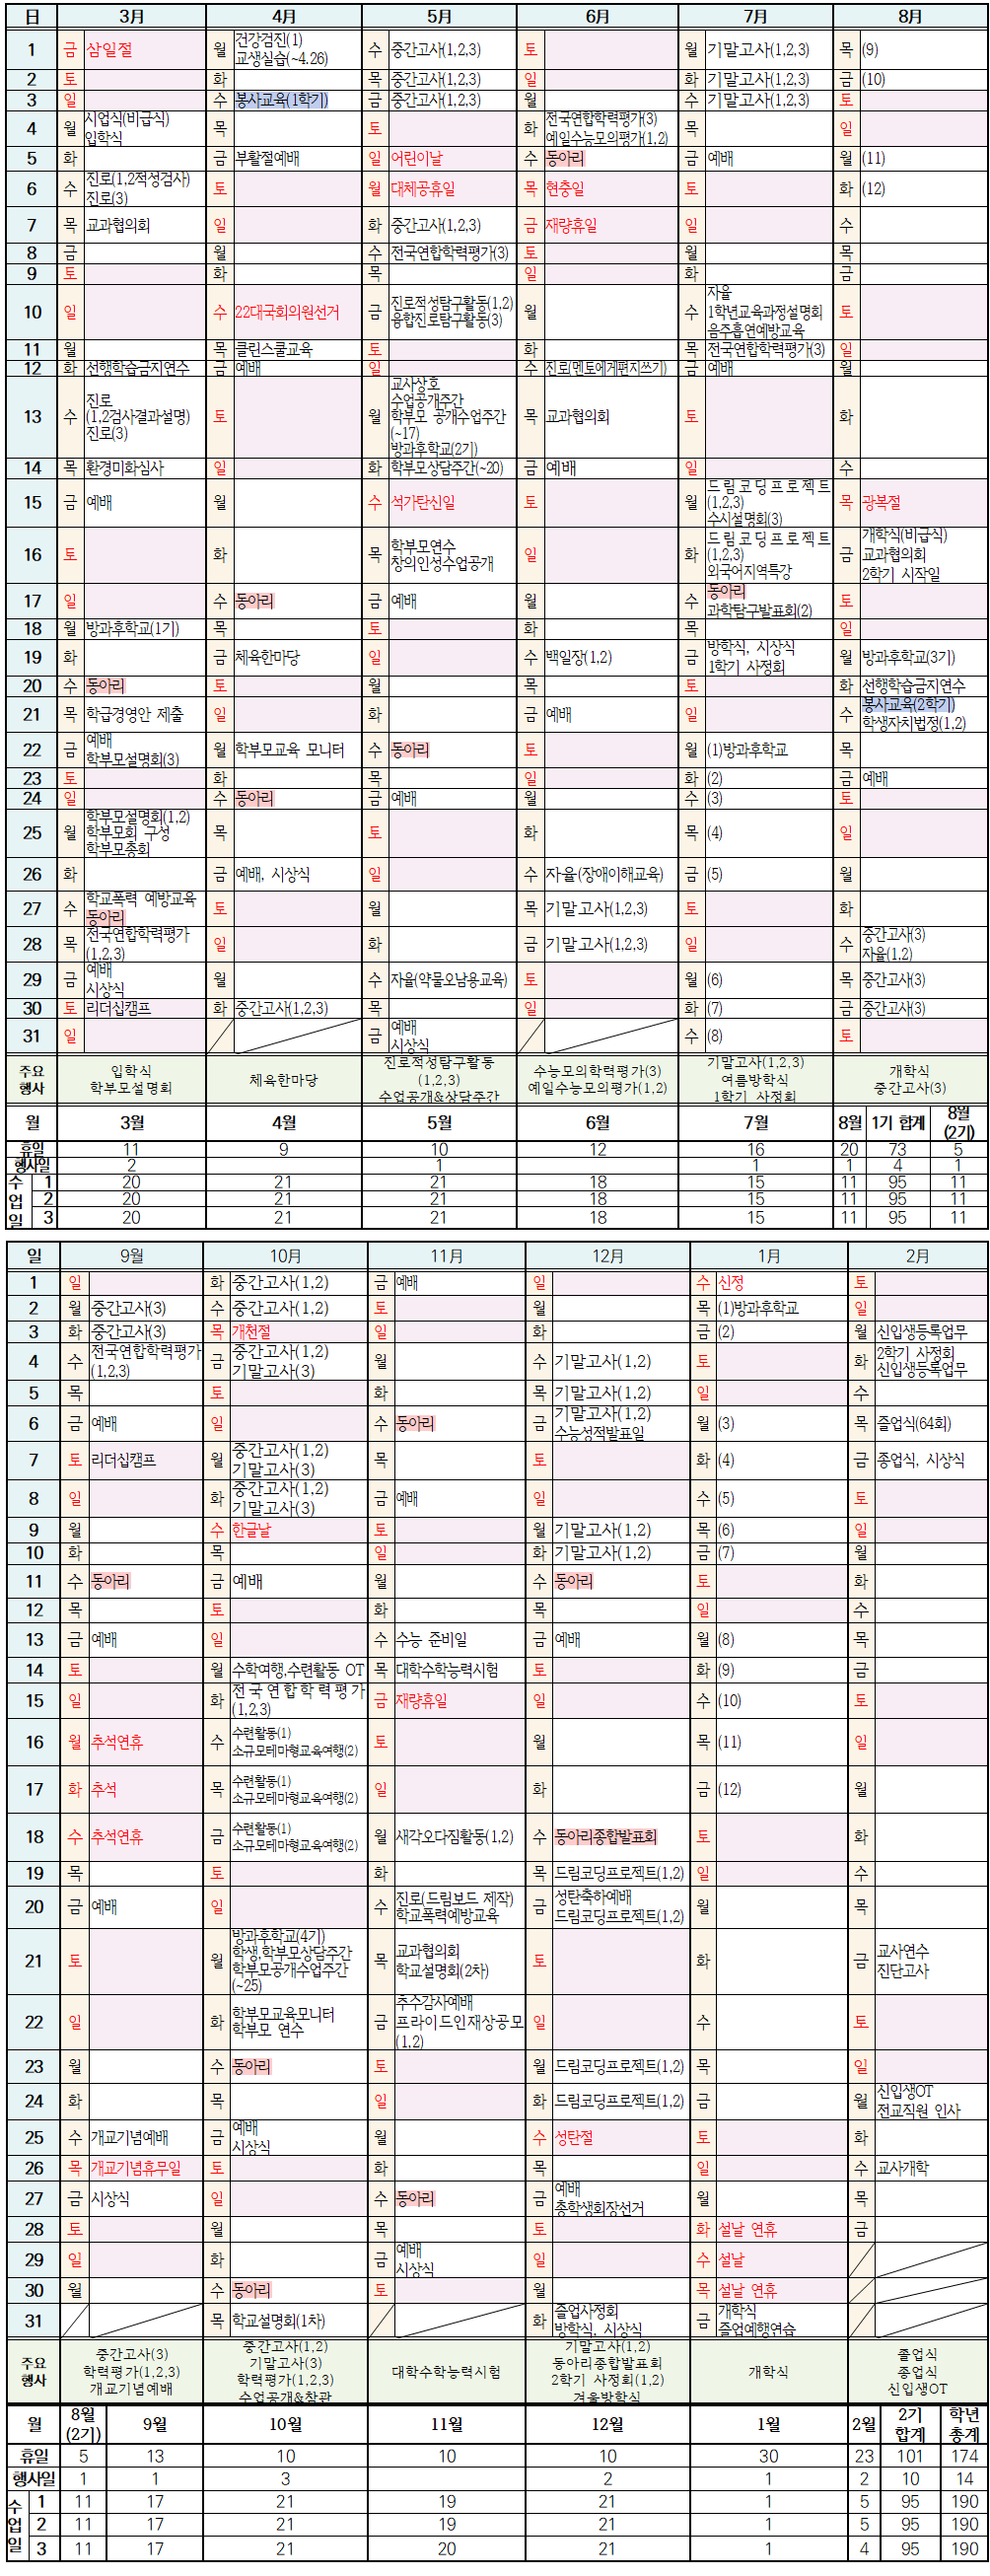 日 3月 4月 5月 6月 7月 8月
1 금 삼일절 월 건강검진(1) 수 중간고사(1,2,3) 토 월 기말고사(1,2,3) 목 (9)
교생실습(~4.26)
2 토 화 목 중간고사(1,2,3) 일 화 기말고사(1,2,3) 금 (10)
3 일 수 봉사교육(1학기) 금 중간고사(1,2,3) 월 수 기말고사(1,2,3) 토
4 월 시업식(비급식) 목 토 화 전국연합학력평가(3) 목 일
입학식 예일수능모의평가(1,2)
5 화 금 부활절예배 일 어린이날 수 동아리 금 예배 월 (11)
6 수 진로(1,2적성검사) 토 월 대체공휴일 목 현충일 토 화 (12)
진로(3)
7 목 교과협의회 일 화 중간고사(1,2,3) 금 재량휴일 일 수
8 금 월 수 전국연합학력평가(3) 토 월 목
9 토 화 목 일 화 금
10 일 수 22대국회의원선거 금 진로적성탐구활동(1,2) 월 수 자율 토
융합진로탐구활동(3) 1학년교육과정설명회
음주흡연예방교육
11 월 목 클린스쿨교육 토 화 목 전국연합학력평가(3) 일
12 화 선행학습금지연수 금 예배 일 수 진로(멘토에게편지쓰기) 금 예배 월
13 수 진로 토 월 교사상호 목 교과협의회 토 화
(1,2검사결과설명) 수업공개주간
진로(3) 학부모 공개수업주간
(~17)
방과후학교(2기)
14 목 환경미화심사 일 화 학부모상담주간(~20) 금 예배 일 수
15 금 예배 월 수 석가탄신일 토 월 드림코딩프로젝트 목 광복절
(1,2,3)
수시설명회(3)
16 토 화 목 학부모연수 일 화 드림코딩프로젝트 금 개학식(비급식)
창의인성수업공개 (1,2,3) 교과협의회
외국어지역특강 2학기 시작일
17 일 수 동아리 금 예배 월 수 동아리 토
과학탐구발표회(2)
18 월 방과후학교(1기) 목 토 화 목 일
19 화 금 체육한마당 일 수 백일장(1,2) 금 방학식, 시상식 월 방과후학교(3기)
1학기 사정회
20 수 동아리 토 월 목 토 화 선행학습금지연수
21 목 학급경영안 제출 일 화 금 예배 일 수 봉사교육(2학기)
학생자치법정(1,2)
22 금 예배 월 학부모교육 모니터 수 동아리 토 월 (1)방과후학교 목
학부모설명회(3)
23 토 화 목 일 화 (2) 금 예배
24 일 수 동아리 금 예배 월 수 (3) 토
25 월 학부모설명회(1,2) 목 토 화 목 (4) 일
학부모회 구성
학부모총회
26 화 금 예배, 시상식 일 수 자율(장애이해교육) 금 (5) 월
27 수 학교폭력 예방교육 토 월 목 기말고사(1,2,3) 토 화
동아리
28 목 전국연합학력평가 일 화 금 기말고사(1,2,3) 일 수 중간고사(3)
(1,2,3) 자율(1,2)
29 금 예배 월 수 자율(약물오남용교육) 토 월 (6) 목 중간고사(3)
시상식
30 토 리더십캠프 화 중간고사(1,2,3) 목 일 화 (7) 금 중간고사(3)
31 일 금 예배 수 (8) 토
시상식
주요 행사 입학식 체육한마당 진로적성탐구활동 수능모의학력평가(3) 기말고사(1,2,3) 개학식
학부모설명회 (1,2,3) 예일수능모의평가(1,2) 여름방학식 중간고사(3)
수업공개&상담주간 1학기 사정회
월 3월 4월 5월 6월 7월 8월 1기 합계 8월 (2기)
휴일 11 9 10 12 16 20 73 5
행사일 2 1 1 1 4 1
수업일 1 20 21 21 18 15 11 95 11
2 20 21 21 18 15 11 95 11
3 20 21 21 18 15 11 95 11
일 9월 10月 11月 12月 1月 2月
1 일 화 중간고사(1,2) 금 예배 일 수 신정 토
2 월 중간고사(3) 수 중간고사(1,2) 토 월 목 (1)방과후학교 일
3 화 중간고사(3) 목 개천절 일 화 금 (2) 월 신입생등록업무
4 수 전국연합학력평가 금 중간고사(1,2) 월 수 기말고사(1,2) 토 화 2학기 사정회
(1,2,3) 기말고사(3) 신입생등록업무
5 목 토 화 목 기말고사(1,2) 일 수
6 금 예배 일 수 동아리 금 기말고사(1,2) 월 (3) 목 졸업식(64회)
수능성적발표일
7 토 리더십캠프 월 중간고사(1,2) 목 토 화 (4) 금 종업식, 시상식
기말고사(3)
8 일 화 중간고사(1,2) 금 예배 일 수 (5) 토
기말고사(3)
9 월 수 한글날 토 월 기말고사(1,2) 목 (6) 일
10 화 목 일 화 기말고사(1,2) 금 (7) 월
11 수 동아리 금 예배 월 수 동아리 토 화
12 목 토 화 목 일 수
13 금 예배 일 수 수능 준비일 금 예배 월 (8) 목
14 토 월 수학여행,수련활동 OT 목 대학수학능력시험 토 화 (9) 금
15 일 화 전국연합학력평가 금 재량휴일 일 수 (10) 토
(1,2,3)
16 월 추석연휴 수 수련활동(1) 토 월 목 (11) 일
소규모테마형교육여행(2)
17 화 추석 목 수련활동(1) 일 화 금 (12) 월
소규모테마형교육여행(2)
18 수 추석연휴 금 수련활동(1) 월 새각오다짐활동(1,2) 수 동아리종합발표회 토 화
소규모테마형교육여행(2)
19 목 토 화 목 드림코딩프로젝트(1,2) 일 수
20 금 예배 일 수 진로(드림보드 제작) 금 성탄축하예배 월 목
학교폭력예방교육 드림코딩프로젝트(1,2)
21 토 월 방과후학교(4기) 목 교과협의회 토 화 금 교사연수
학생,학부모상담주간 학교설명회(2차) 진단고사
학부모공개수업주간
(~25)
22 일 화 학부모교육모니터 금 추수감사예배 일 수 토
학부모 연수 프라이드인재상공모
(1,2)
23 월 수 동아리 토 월 드림코딩프로젝트(1,2) 목 일
24 화 목 일 화 드림코딩프로젝트(1,2) 금 월 신입생OT
전교직원 인사
25 수 개교기념예배 금 예배 월 수 성탄절 토 화
시상식
26 목 개교기념휴무일 토 화 목 일 수 교사개학
27 금 시상식 일 수 동아리 금 예배 월 목
총학생회장선거
28 토 월 목 토 화 설날 연휴 금
29 일 화 금 예배 일 수 설날
시상식
30 월 수 동아리 토 월 목 설날 연휴
31 목 학교설명회(1차) 화 졸업사정회 금 개학식
방학식, 시상식 졸업예행연습
주요 행사 중간고사(3) 중간고사(1,2) 대학수학능력시험 기말고사(1,2) 개학식 졸업식
학력평가(1,2,3) 기말고사(3) 동아리종합발표회 종업식
개교기념예배 학력평가(1,2,3) 2학기 사정회(1,2) 신입생OT
수업공개&참관 겨울방학식
월 8월 (2기) 9월 10월 11월 12월 1월 2월 2기 합계 학년 총계
휴일 5 13 10 10 10 30 23 101 174
행사일 1 1 3 2 1 2 10 14
수업일 1 11 17 21 19 21 1 5 95 190
2 11 17 21 19 21 1 5 95 190
3 11 17 21 20 21 1 4 95 190